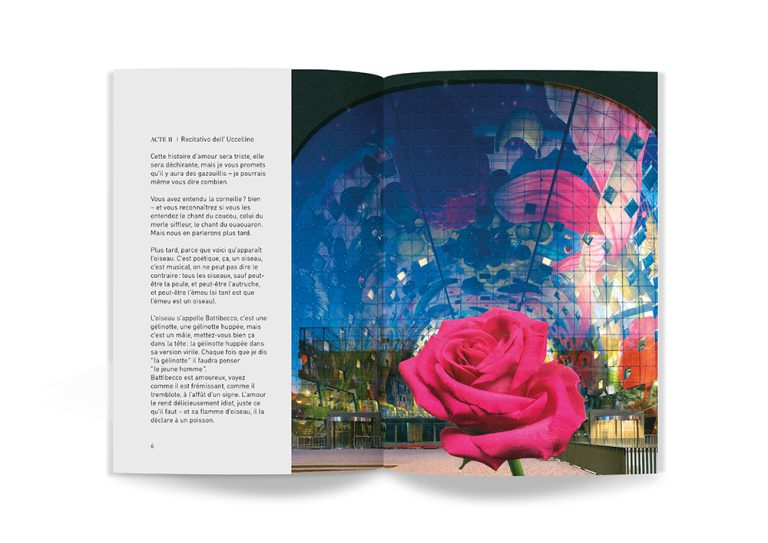 ACTE II | Recitativo dell' Uccellino
Cette histoire d'amour sera triste, elle
sera déchirante, mais je vous promets
qu'il y aura des gazouillis – je pourrais
même vous dire combien.
Vous avez entendu la corneille ? bien
– et vous reconnaîtrez si vous les
entendez le chant du coucou, celui du
merle siffleur, le chant du ouaouaron.
Mais nous en parlerons plus tard.
Plus tard, parce que voici qu'apparaît
l'oiseau. C'est poétique, ça, un oiseau,
c'est musical, on ne peut pas dire le
contraire : tous les oiseaux, sauf peut-
être la poule, et peut-être l'autruche,
et peut-être l'émeu (si tant est que
l'émeu est un oiseau).
L'oiseau s'appelle Battibecco, c'est une
gélinotte, une gélinotte huppée, mais
c'est un mâle, mettez-vous bien ça
dans la tête : la gélinotte huppée dans
sa version virile. Chaque fois que je dis
"la gélinotte" il faudra penser
"le jeune homme".
Battibecco est amoureux, voyez
comme il est frémissant, comme il
tremblote, à l'affût d'un signe. L'amour
le rend délicieusement idiot, juste ce
qu'il faut – et sa flamme d'oiseau, il la
déclare à un poisson.
6